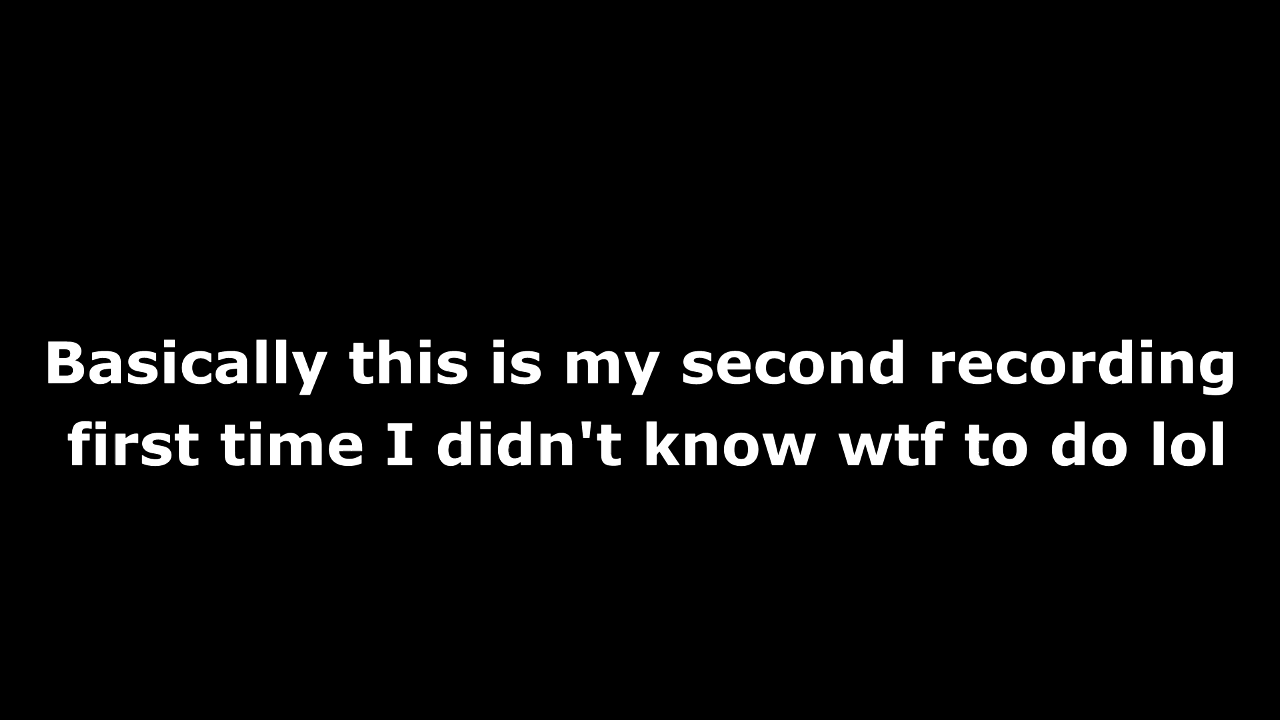 Basically this is my second recording
first time I didn't know wtf to do lol